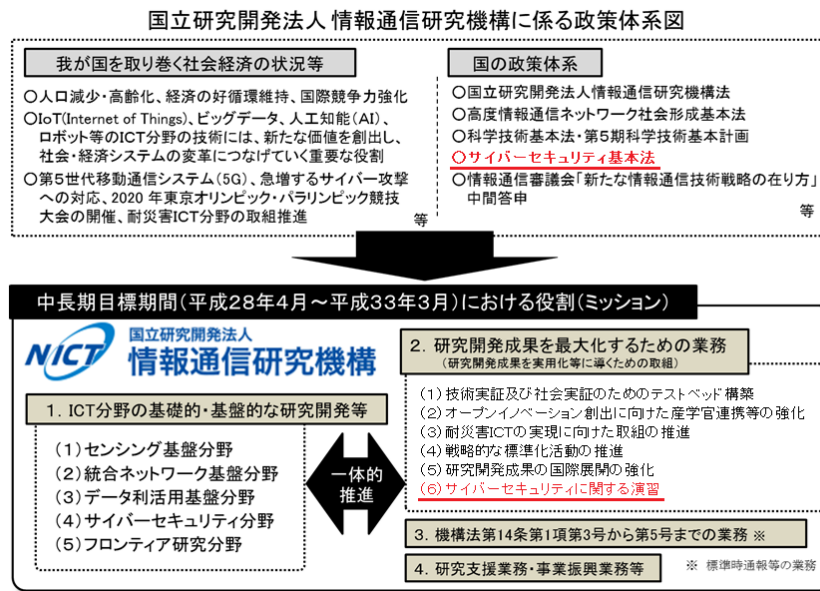 国立研究開発法人 情報通信研究機構に係る政策体系図
我が国を取り巻く社会経済の状況等
○人口減少・高齢化、経済の好循環維持、国際競争力強化
○IoT(Internet of Things)、ビッグデータ、人工知能(AI)、
ロボット等のICT分野の技術には、新たな価値を創出し、
社会・経済システムの変革につなげていく重要な役割
○第5世代移動通信システム(5G)、急増するサイバー攻撃
への対応、2020 年東京オリンピック・パラリンピック競技
大会の開催、耐災害ICT分野の取組推進
等
国の政策体系
○国立研究開発法人情報通信研究機構法
○高度情報通信ネットワーク社会形成基本法
○科学技術基本法・第5期科学技術基本計画
○サイバーセキュリティ基本法
○情報通信審議会「新たな情報通信技術戦略の在り方」
中間答申
等
中長期目標期間(平成28年4月～平成33年3月)における役割(ミッション)
NICT
国立研究開発法人
情報通信研究機構
1. ICT分野の基礎的・基盤的な研究開発等
(1)センシング基盤分野
(2)統合ネットワーク基盤分野
(3)データ利活用基盤分野
(4)サイバーセキュリティ分野
(5)フロンティア研究分野
一体的
推進
2. 研究開発成果を最大化するための業務
(研究開発成果を実用化等に導くための取組)
(1)技術実証及び社会実証のためのテストベッド構築
(2)オープンイノベーション創出に向けた産学官連携等の強化
(3)耐災害ICTの実現に向けた取組の推進
(4)戦略的な標準化活動の推進
(5)研究開発成果の国際展開の強化
(6)サイバーセキュリティに関する演習
3. 機構法第14条第1項第3号から第5号までの業務 ※
4. 研究支援業務・事業振興業務等
※ 標準時通報等の業務